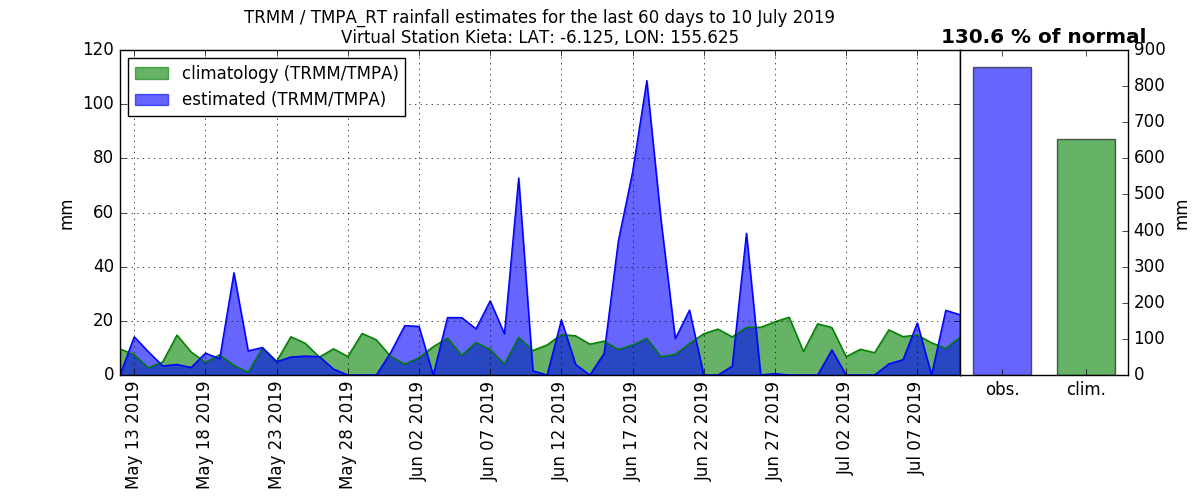 TRMM / TMPA_RT rainfall estimates for the last 60 days to 10 July 2019
Virtual Station Kieta: LAT: -6.125, LON: 155.625
130.6 % of normal
climatology (TRMM/TMPA)
estimated (TRMM/TMPA)
120
100
80
60
40
20
0
mm
May 13 2019
May 18 2019
May 23 2019
May 28 2019
Jun 02 2019
Jun 07 2019
Jun 12 2019
Jun 17 2019
Jun 22 2019
Jun 27 2019
Jul 02 2019
Jul 07 2019
obs.
clim.
900
800
700
600
500
400
300
200
100
0
mm